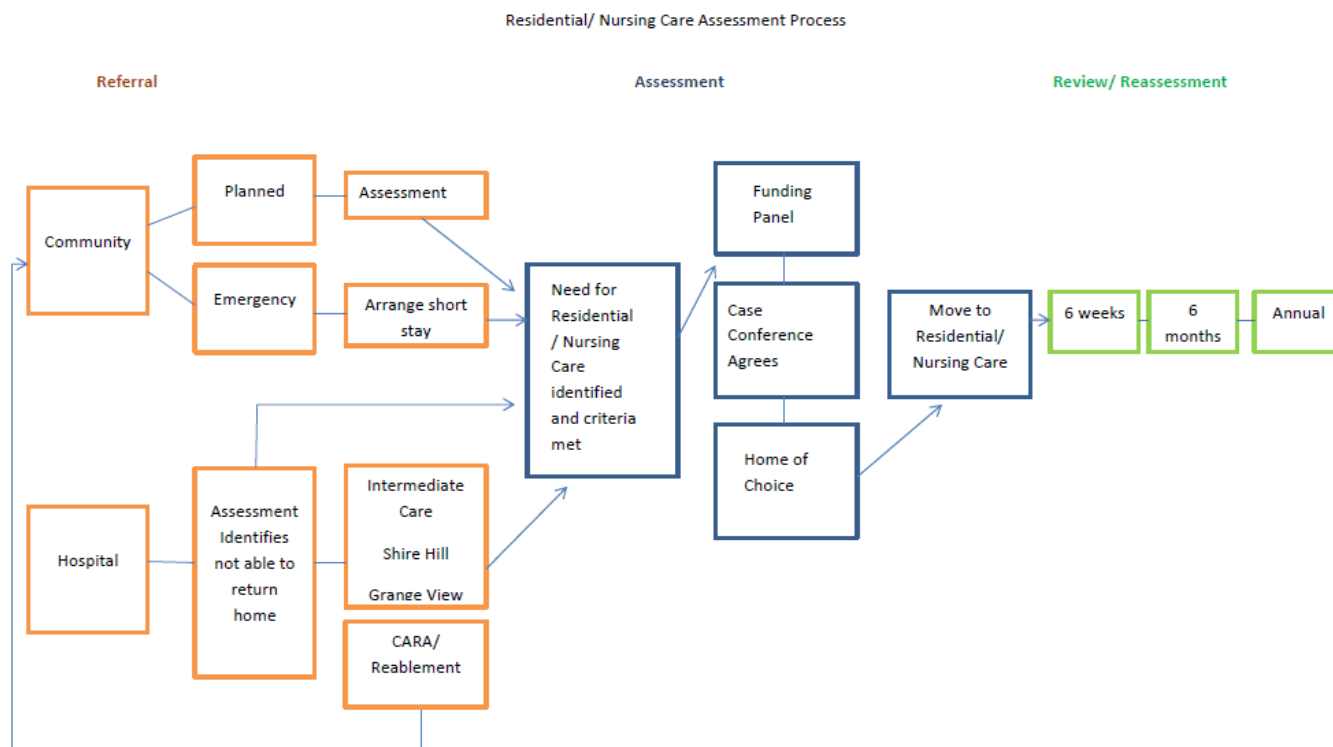 Residential/ Nursing Care Assessment Process
Referral
Assessment
Review/ Reassessment
Community
Planned
Assessment
Emergency
Arrange short
stay
Hospital
Assessment
Identifies
not able to
return
home
Intermediate
Care
Shire Hill
Grange View
CARA/
Reablement
Need for
Residential
/ Nursing
Care
identified
and criteria
met
Funding
Panel
Case
Conference
Agrees
Home of
Choice
Move to
Residential/
Nursing Care
6 weeks
6
months
Annual